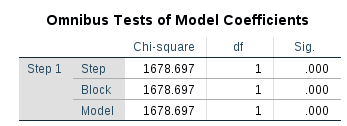 Omnibus Tests of Model Coefficients
Chi-square df Sig.
Step 1 Step 1678.697 1 .000
Block 1678.697 1 .000
Model 1678.697 1 .000